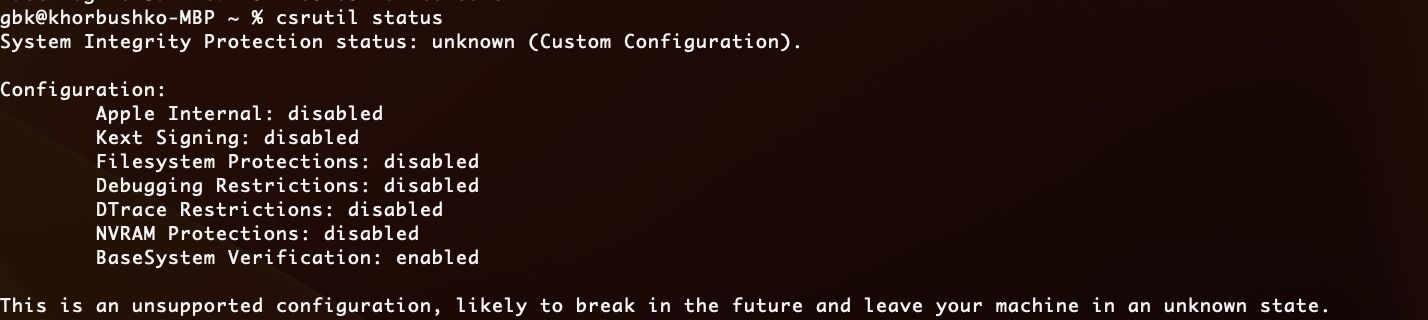 gbk@khorbushko-MBP ~ % csrutil status
System Integrity Protection status: unknown (Custom Configuration).
Configuration:
Apple Internal: disabled
Kext Signing: disabled
Filesystem Protections: disabled
Debugging Restrictions: disabled
DTrace Restrictions: disabled
NVRAM Protections: disabled
BaseSystem Verification: enabled
This is an unsupported configuration, likely to break in the future and leave your machine in an unknown state.